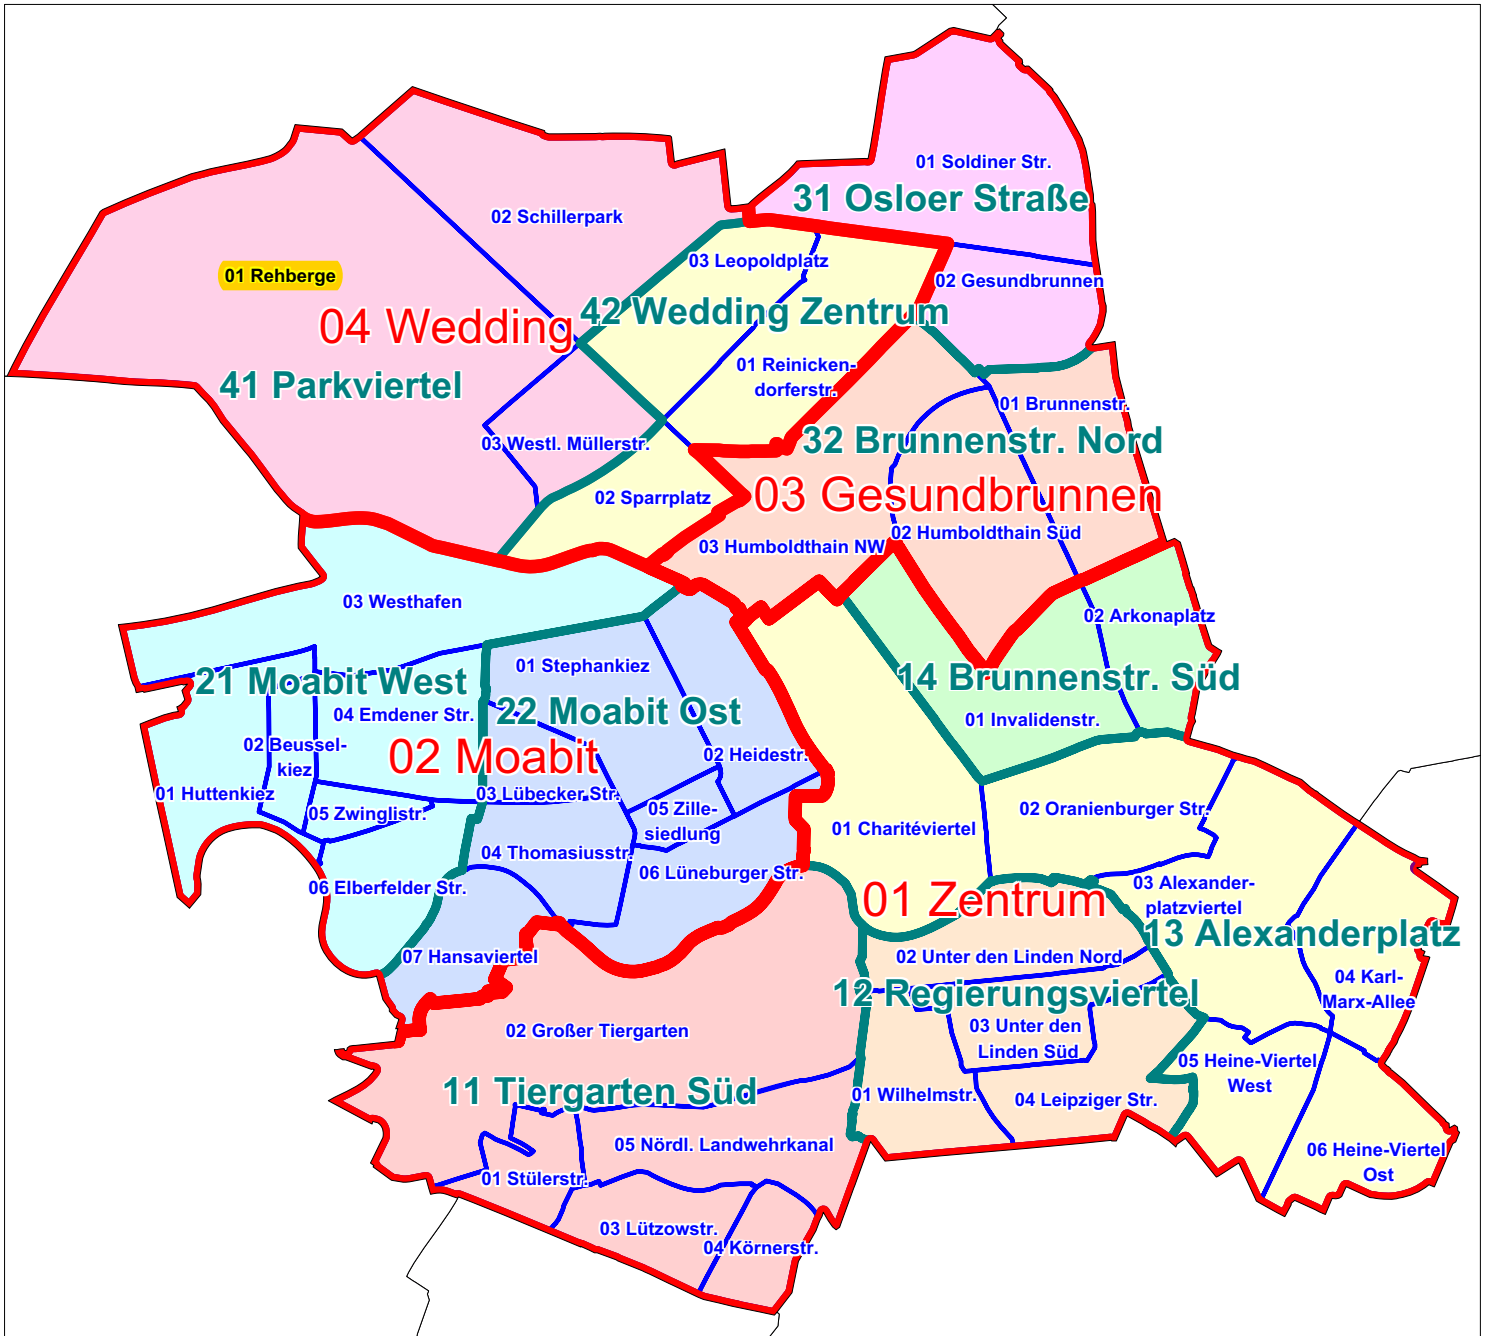 01 Soldiner Str.
31 Osloer Straße
02 Schillerpark
03 Leopoldplatz
01 Rehberge
02 Gesundbrunnen
04 Wedding
42 Wedding Zentrum
41 Parkviertel
01 Reinicken-
dorferstr.
01 Brunnenstr.
03 Westl. Müllerstr.
32 Brunnenstr. Nord
02 Sparrplatz
03 Gesundbrunnen
03 Humboldthain NW
02 Humboldthain Süd
03 Westhafen
02 Arkonaplatz
21 Moabit West
01 Stephankiez
14 Brunnenstr. Süd
04 Emdener Str.
22 Moabit Ost
01 Invalidenstr.
02 Beussel-
kiez
02 Moabit
02 Heidestr.
01 Huttenkiez
03 Lübecker Str.
05 Zwinglistr.
05 Zille-
siedlung
01 Charitéviertel
02 Oranienburger Str.
04 Thomasiusstr.
06 Elberfelder Str.
06 Lüneburger Str.
01 Zentrum
03 Alexander-
platzviertel
13 Alexanderplatz
07 Hansaviertel
02 Unter den Linden Nord
04 Karl-
Marx-Allee
12 Regierungsviertel
02 Großer Tiergarten
03 Unter den
Linden Süd
05 Heine-Viertel
West
11 Tiergarten Süd
01 Wilhelmstr.
04 Leipziger Str.
05 Nördl. Landwehrkanal
06 Heine-Viertel
Ost
01 Stülerstr.
03 Lützowstr.
04 Körnerstr.